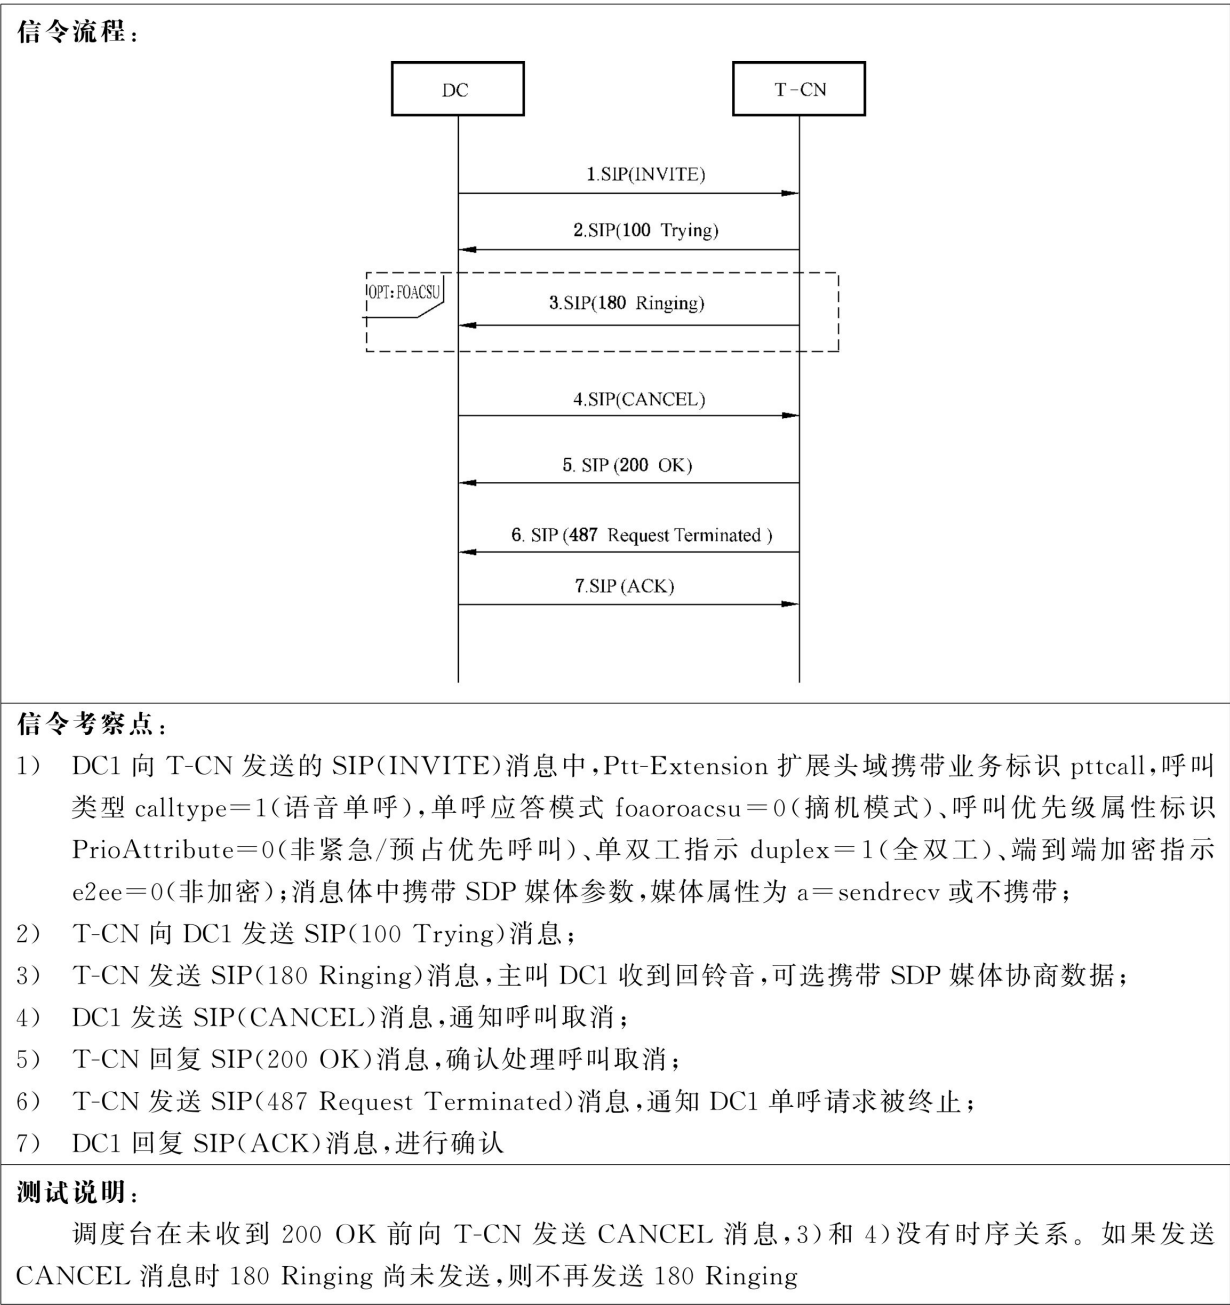 信令流程：
DC
T-CN
1.SIP(INVITE)
2.SIP(100 Trying)
OPT:FOACSU
3.SIP(180 Ringing)
4.SIP(CANCEL)
5. SIP (200 OK)
6. SIP (487 Request Terminated )
7.SIP (ACK)
信令考察点：
1) DC1 向 T-CN 发送的 SIP(INVITE)消息中,Ptt-Extension 扩展头域携带业务标识 pttcall,呼叫
类型 calltype=1(语音单呼),单呼应答模式 foaoroacsu=0(摘机模式)、呼叫优先级属性标识
PrioAttribute=0(非紧急/预占优先呼叫)、单双工指示 duplex=1(全双工)、端到端加密指示
e2ee=0(非加密);消息体中携带 SDP 媒体参数,媒体属性为 a=sendrecv 或不携带;
2) T-CN 向 DC1 发送 SIP(100 Trying)消息;
3) T-CN 发送 SIP(180 Ringing)消息,主叫 DC1 收到回铃音,可选携带 SDP 媒体协商数据;
4) DC1 发送 SIP(CANCEL)消息,通知呼叫取消;
5) T-CN 回复 SIP(200 OK)消息,确认处理呼叫取消;
6) T-CN 发送 SIP(487 Request Terminated)消息,通知 DC1 单呼请求被终止;
7) DC1 回复 SIP(ACK)消息,进行确认
测试说明：
调度台在未收到 200 OK 前向 T-CN 发送 CANCEL 消息,3)和 4)没有时序关系。如果发送
CANCEL 消息时 180 Ringing 尚未发送,则不再发送 180 Ringing